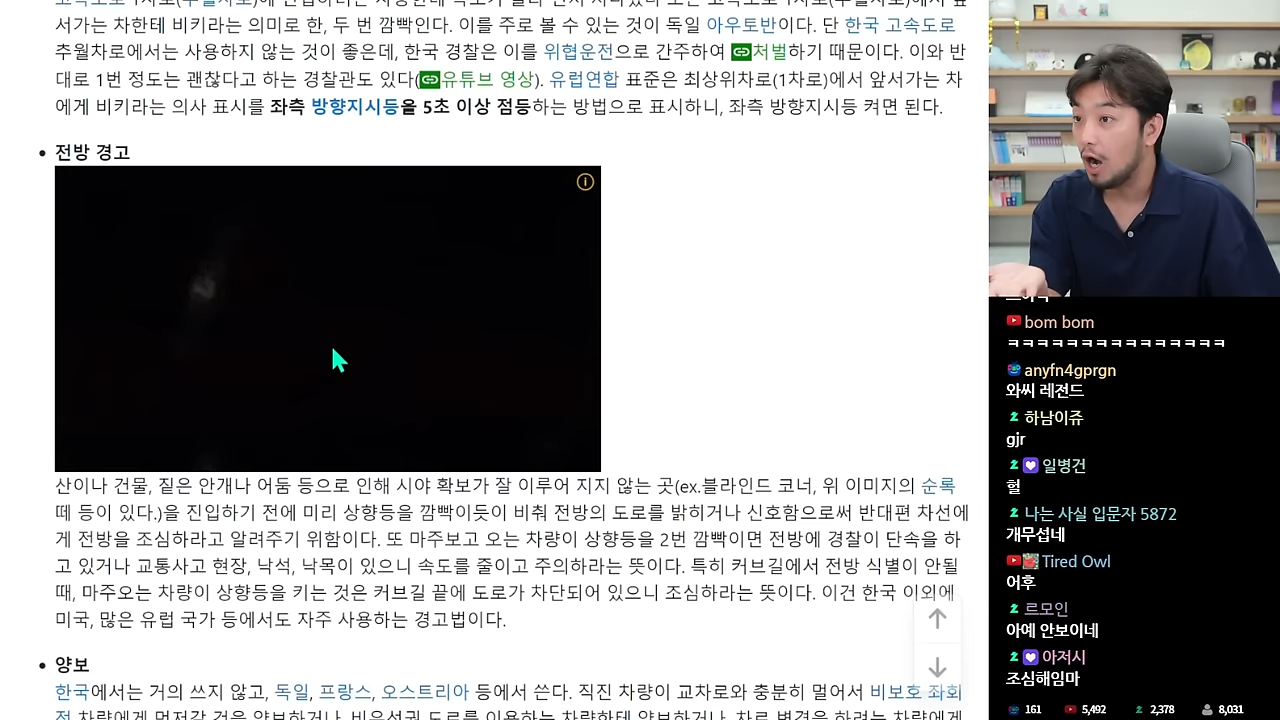 서가는 차한테 비키라는 의미로 한, 두 번 깜빡인다. 이를 주로 볼 수 있는 것이 독일 아우토반이다. 단 한국 고속도로
추월차로에서는 사용하지 않는 것이 좋은데, 한국 경찰은 이를 위협운전으로 간주하여 처벌하기 때문이다. 이와 반
대로 1번 정도는 괜찮다고 하는 경찰관도 있다(유튜브 영상). 유럽연합 표준은 최상위차로(1차로)에서 앞서가는 차
에게 비키라는 의사 표시를 좌측 방향지시등을 5초 이상 점등하는 방법으로 표시하니, 좌측 방향지시등 켜면 된다.
• 전방 경고
산이나 건물, 짙은 안개나 어둠 등으로 인해 시야 확보가 잘 이루어 지지 않는 곳(ex.블라인드 코너, 위 이미지의 순록
떼 등이 있다.)을 진입하기 전에 미리 상향등을 깜빡이듯이 비춰 전방의 도로를 밝히거나 신호함으로써 반대편 차선에
게 전방을 조심하라고 알려주기 위함이다. 또 마주보고 오는 차량이 상향등을 2번 깜빡이면 전방에 경찰이 단속을 하
고 있거나 교통사고 현장, 낙석, 낙목이 있으니 속도를 줄이고 주의하라는 뜻이다. 특히 커브길에서 전방 식별이 안될
때, 마주오는 차량이 상향등을 키는 것은 커브길 끝에 도로가 차단되어 있으니 조심하라는 뜻이다. 이건 한국 이외에
미국, 많은 유럽 국가 등에서도 자주 사용하는 경고법이다.
• 양보
한국에서는 거의 쓰지 않고, 독일, 프랑스, 오스트리아 등에서 쓴다. 직진 차량이 교차로와 충분히 멀어서 비보호 좌회
bom bom
ㅋㅋㅋㅋㅋㅋㅋㅋㅋㅋㅋㅋㅋㅋㅋ
anyfn4gprgn
와씨 레전드
하남이쥬
gjr
일병건
헐
나는 사실 입문자 5872
개무섭네
Tired Owl
어후
르모인
아예 안보이네
아저시
조심해임마
161 5,492 2,378 8,031